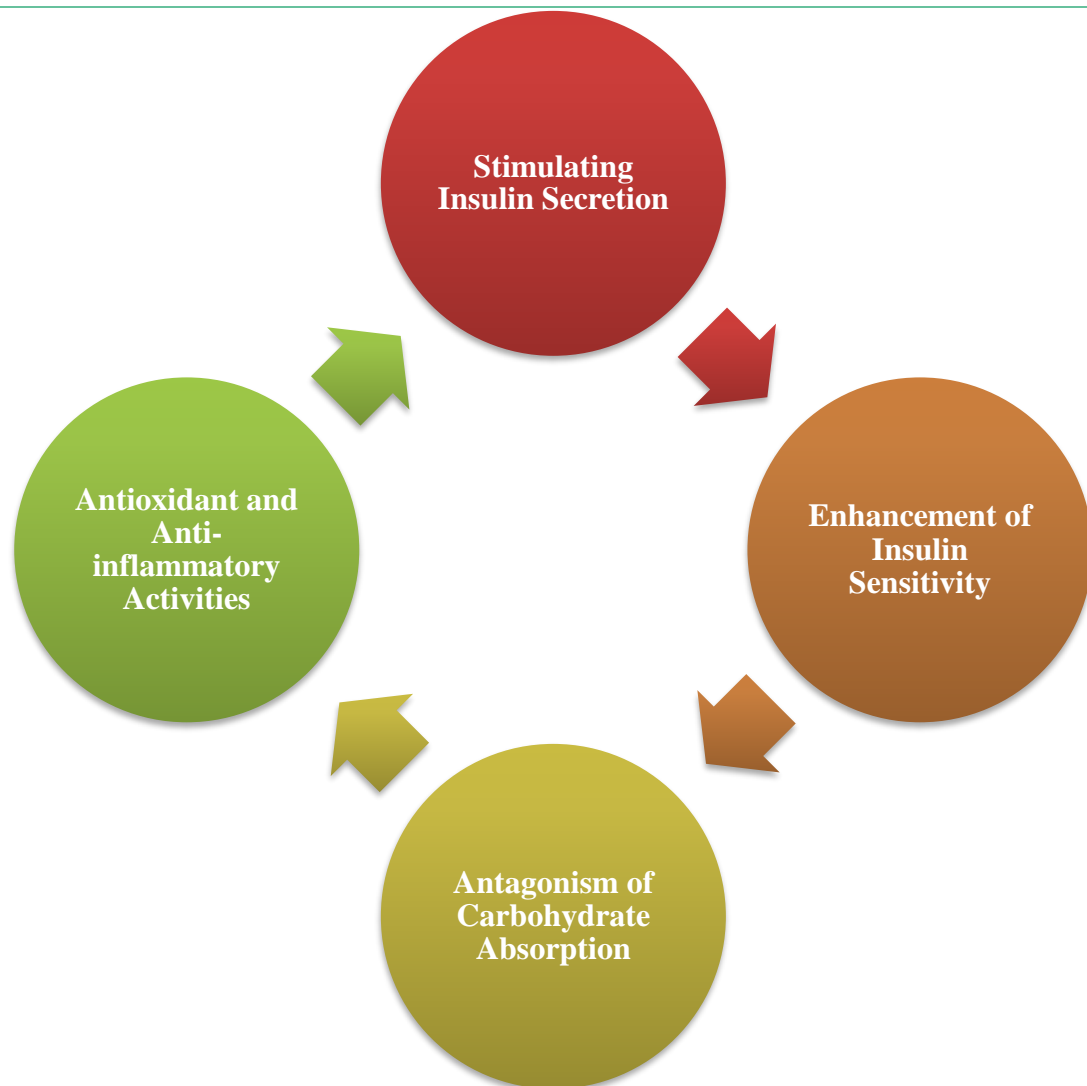 Stimulating
Insulin Secretion
Enhancement of
Insulin
Sensitivity
Antagonism of
Carbohydrate
Absorption
Antioxidant and
Anti-
inflammatory
Activities